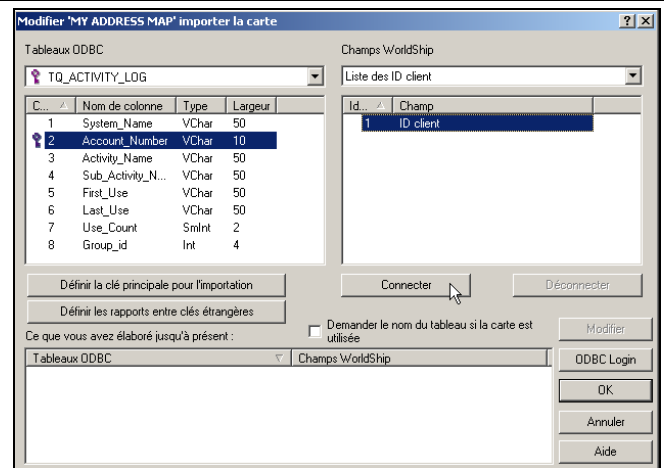 Modifier 'MY ADDRESS MAP' importer la carte
Tableaux ODBC
Champs WorldShip
TQ_ACTIVITY_LOG
Liste des ID client
C... Nom de colonne Type Largeur
1 System_Name VChar 50
2 Account_Number VChar 10
3 Activity_Name VChar 50
4 Sub_Activity_N... VChar 50
5 First_Use VChar 50
6 Last_Use VChar 50
7 Use_Count SmInt 2
8 Group_id Int 4
Id... Champ
1 ID client
Définir la clé principale pour l'importation
Connecter
Déconnecter
Définir les rapports entre clés étrangères
Ce que vous avez élaboré jusqu'à présent :
Demander le nom du tableau si la carte est
utilisée
Modifier
Tableaux ODBC
Champs WorldShip
ODBC Login
OK
Annuler
Aide